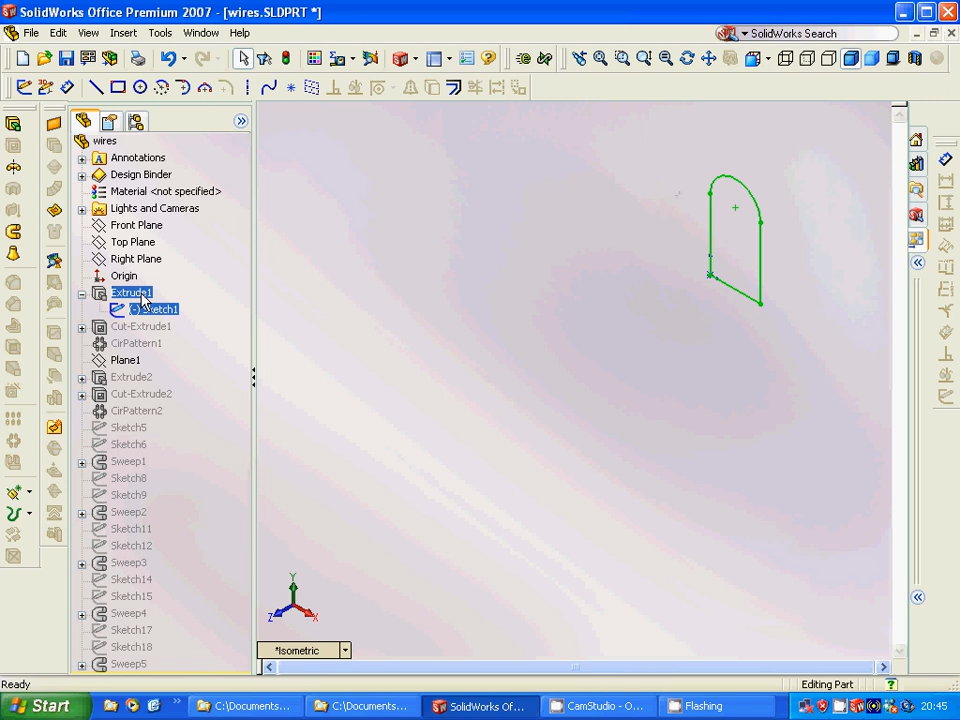 SolidWorks Office Premium 2007 - [wires.SLDPRT *]
File Edit View Insert Tools Window Help
SolidWorks Search
wires
Annotations
Design Binder
Material <not specified>
Lights and Cameras
Front Plane
Top Plane
Right Plane
Origin
Extrude1
(-) Sketch1
Cut-Extrude1
CirPattern1
Plane1
Extrude2
Cut-Extrude2
CirPattern2
Sketch5
Sketch6
Sweep1
Sketch8
Sketch9
Sweep2
Sketch11
Sketch12
Sweep3
Sketch14
Sketch15
Sweep4
Sketch17
Sketch18
Sweep5
Y
Z
X
*Isometric
Ready
Editing Part
Start
C:\Documents...
C:\Documents...
SolidWorks Of...
CamStudio - O...
Flashing
20:45